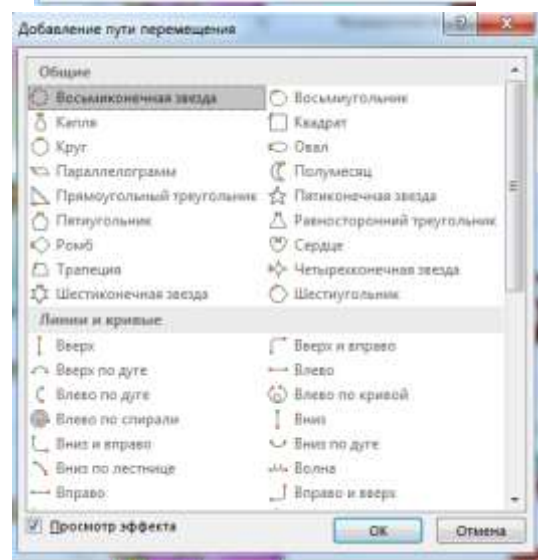 Добавление пути перемещения
Общие
Восьмиконечная звезда Восьмиугольник
Капля Квадрат
Круг Овал
Параллелограмм Полумесяц
Прямоугольный треугольник Пятиконечная звезда
Пятиугольник Равносторонний треугольник
Ромб Сердце
Трапеция Четырехконечная звезда
Шестиконечная звезда Шестиугольник
Линии и кривые
Вверх Вверх и вправо
Вверх по дуге Влево
Влево по дуге Влево по кривой
Влево по спирали Вниз
Вниз и вправо Вниз по дуге
Вниз по лестнице Волна
Вправо Вправо и вверх
Просмотр эффекта OK Отмена